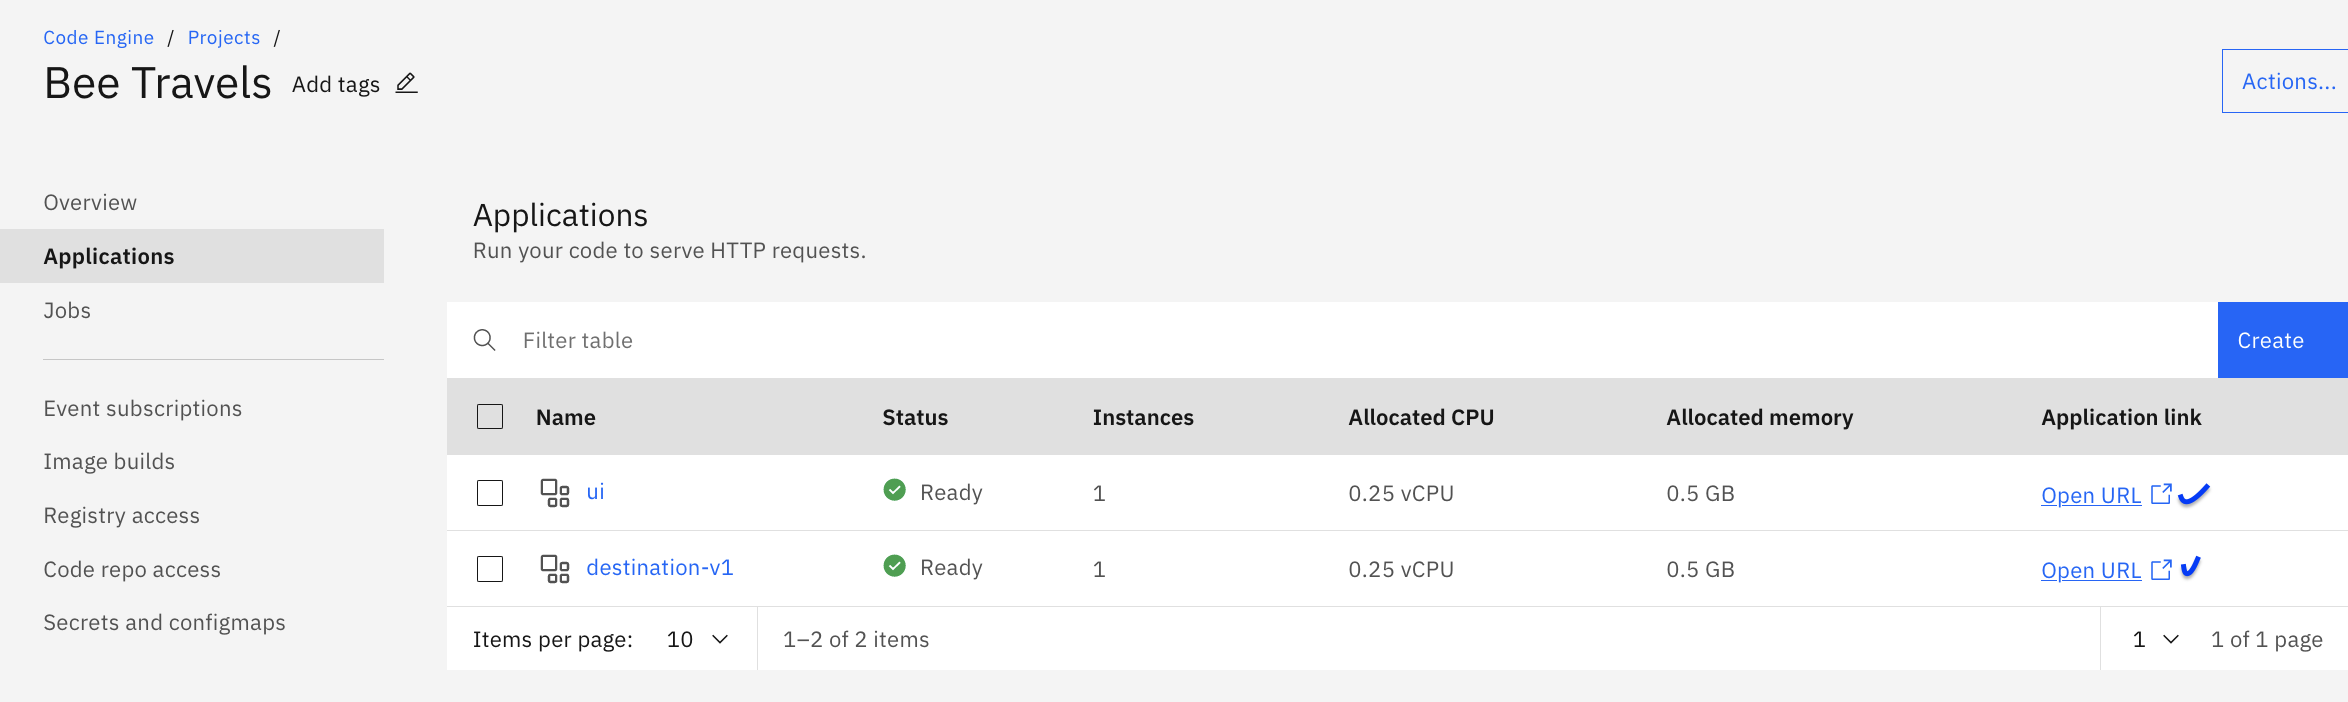 Code Engine / Projects /
Bee Travels Add tags
Actions...
Overview
Applications
Jobs
Event subscriptions
Image builds
Registry access
Code repo access
Secrets and configmaps
Applications
Run your code to serve HTTP requests.
Filter table
Create
Name Status Instances Allocated CPU Allocated memory Application link
ui Ready 1 0.25 vCPU 0.5 GB Open URL
destination-v1 Ready 1 0.25 vCPU 0.5 GB Open URL
Items per page: 10 1–2 of 2 items 1 1 of 1 page